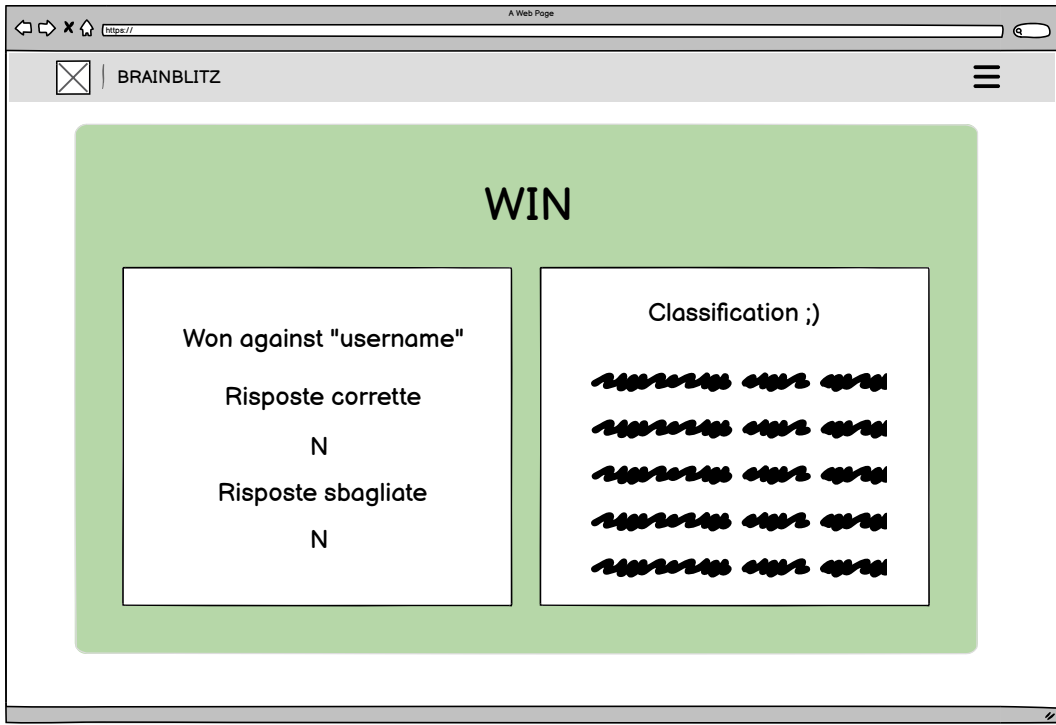 A Web Page
https://
BRAINBLITZ
WIN
Won against "username"
Risposte corrette
N
Risposte sbagliate
N
Classification ;)